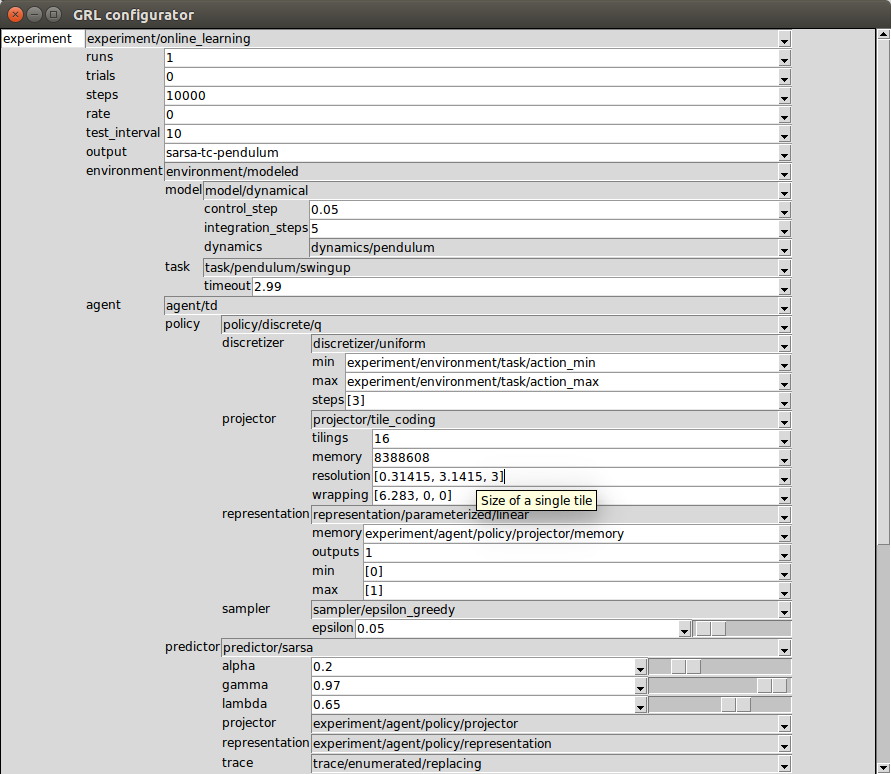 GRL configurator
experiment experiment/online_learning
runs 1
trials 0
steps 10000
rate 0
test_interval 10
output sarsa-tc-pendulum
environment environment/modeled
model model/dynamical
control_step 0.05
integration_steps 5
dynamics dynamics/pendulum
task task/pendulum/swingup
timeout 2.99
agent agent/td
policy policy/discrete/q
discretizer discretizer/uniform
min experiment/environment/task/action_min
max experiment/environment/task/action_max
steps [3]
projector projector/tile_coding
tilings 16
memory 8388608
resolution [0.31415, 3.1415, 3]
wrapping [6.283, 0, 0]
Size of a single tile
representation representation/parameterized/linear
memory experiment/agent/policy/projector/memory
outputs 1
min [0]
max [1]
sampler sampler/epsilon_greedy
epsilon 0.05
predictor predictor/sarsa
alpha 0.2
gamma 0.97
lambda 0.65
projector experiment/agent/policy/projector
representation experiment/agent/policy/representation
trace trace/enumerated/replacing